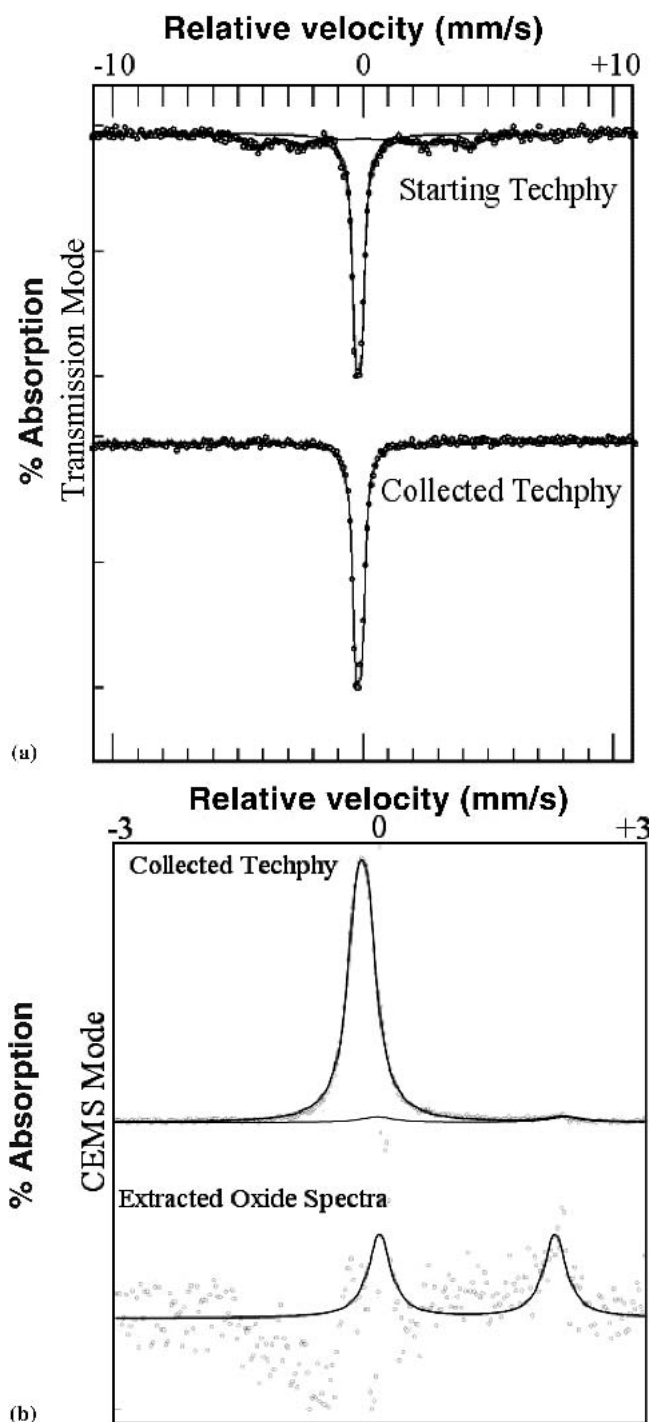 Relative velocity (mm/s)
-10 0 +10
% Absorption
Transmission Mode
Starting Techphy
Collected Techphy
(a)
Relative velocity (mm/s)
-3 0 +3
% Absorption
CEMS Mode
Collected Techphy
Extracted Oxide Spectra
(b)